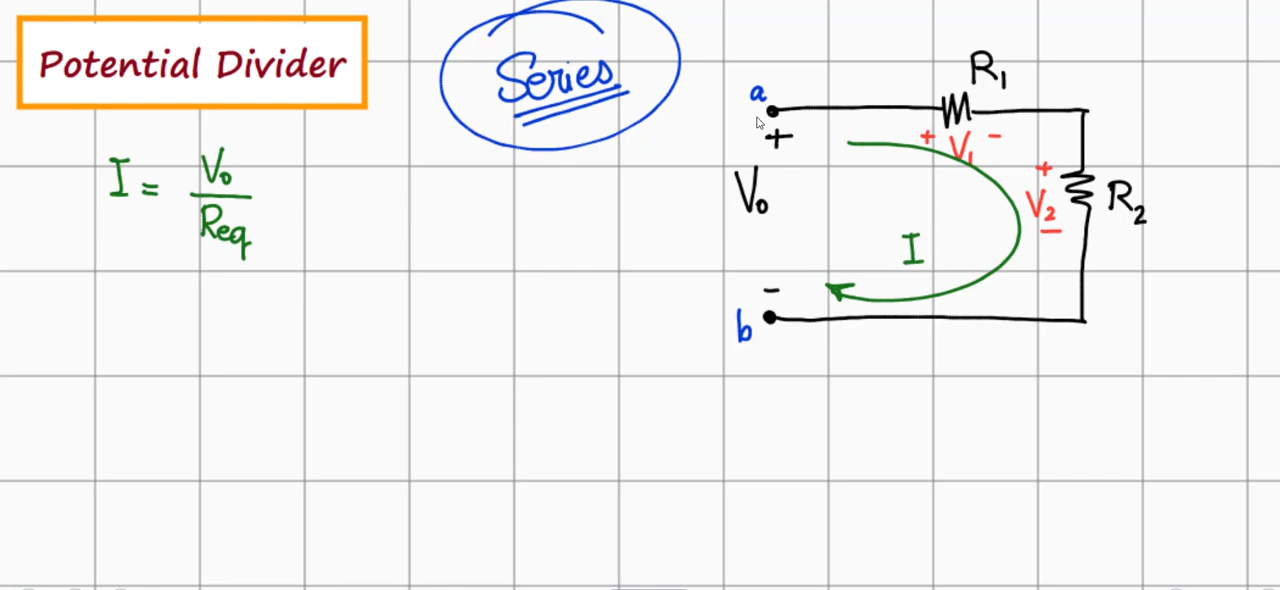 Potential Divider
Series
I = V₀ / Req
a
+
V₀
-
b
R₁
+ V₁ -
+
V₂
-
R₂
I